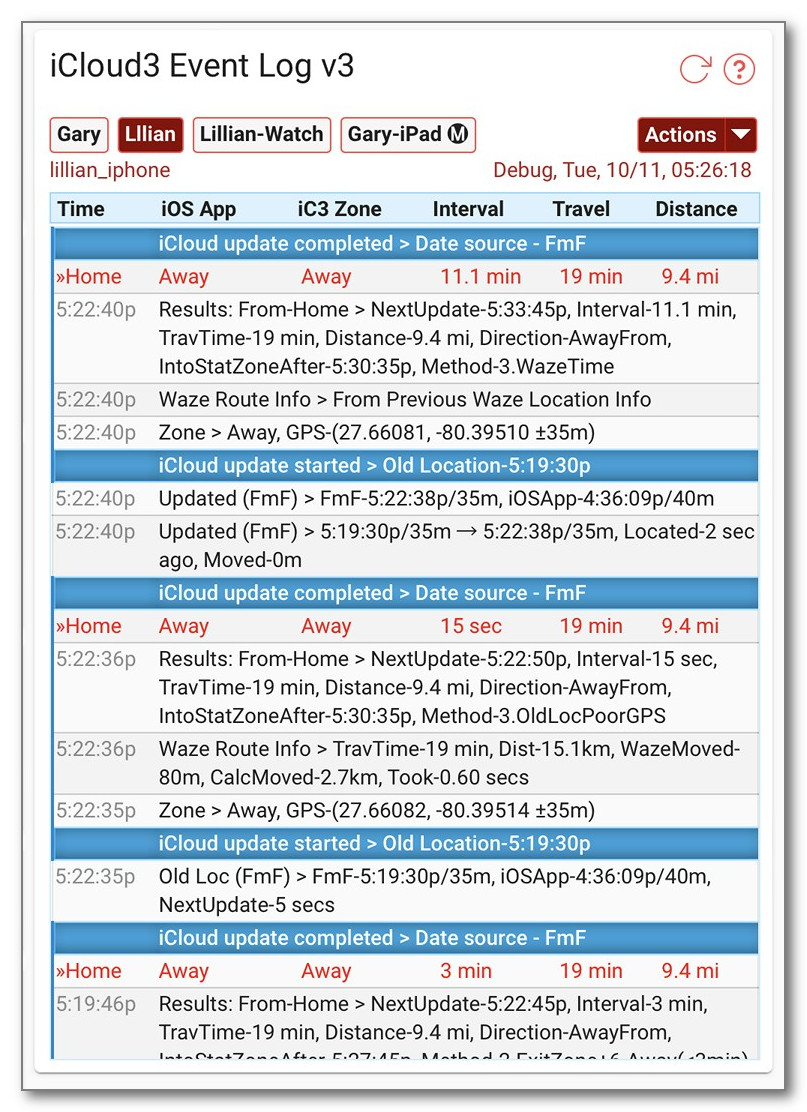 iCloud3 Event Log v3
Gary LIlian Lillian-Watch Gary-iPad Ⓜ Actions
lillian_iphone Debug, Tue, 10/11, 05:26:18
Time iOS App iC3 Zone Interval Travel Distance
iCloud update completed > Date source - FmF
»Home Away Away 11.1 min 19 min 9.4 mi
5:22:40p Results: From-Home > NextUpdate-5:33:45p, Interval-11.1 min,
TravTime-19 min, Distance-9.4 mi, Direction-AwayFrom,
IntoStatZoneAfter-5:30:35p, Method-3.WazeTime
5:22:40p Waze Route Info > From Previous Waze Location Info
5:22:40p Zone > Away, GPS-(27.66081, -80.39510 ±35m)
iCloud update started > Old Location-5:19:30p
5:22:40p Updated (FmF) > FmF-5:22:38p/35m, iOSApp-4:36:09p/40m
5:22:40p Updated (FmF) > 5:19:30p/35m → 5:22:38p/35m, Located-2 sec
ago, Moved-0m
iCloud update completed > Date source - FmF
»Home Away Away 15 sec 19 min 9.4 mi
5:22:36p Results: From-Home > NextUpdate-5:22:50p, Interval-15 sec,
TravTime-19 min, Distance-9.4 mi, Direction-AwayFrom,
IntoStatZoneAfter-5:30:35p, Method-3.OldLocPoorGPS
5:22:36p Waze Route Info > TravTime-19 min, Dist-15.1km, WazeMoved-
80m, CalcMoved-2.7km, Took-0.60 secs
5:22:35p Zone > Away, GPS-(27.66082, -80.39514 ±35m)
iCloud update started > Old Location-5:19:30p
5:22:35p Old Loc (FmF) > FmF-5:19:30p/35m, iOSApp-4:36:09p/40m,
NextUpdate-5 secs
iCloud update completed > Date source - FmF
»Home Away Away 3 min 19 min 9.4 mi
5:19:46p Results: From-Home > NextUpdate-5:22:45p, Interval-3 min,
TravTime-19 min, Distance-9.4 mi, Direction-AwayFrom,